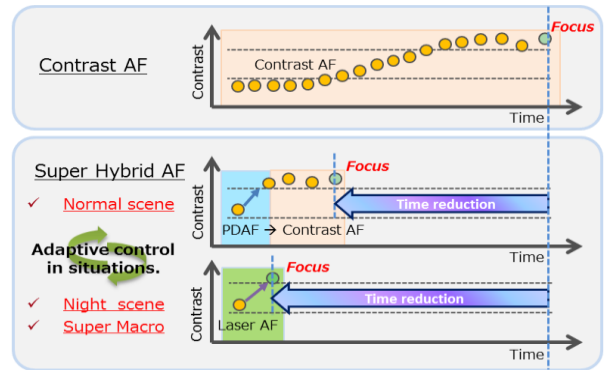 Contrast AF
Contrast
Focus
Contrast AF
Time
Super Hybrid AF
✓ Normal scene
Adaptive control
in situations.
✓ Night scene
✓ Super Macro
Contrast
Focus
Time reduction
PDAF → Contrast AF
Time
Contrast
Focus
Time reduction
Laser AF
Time